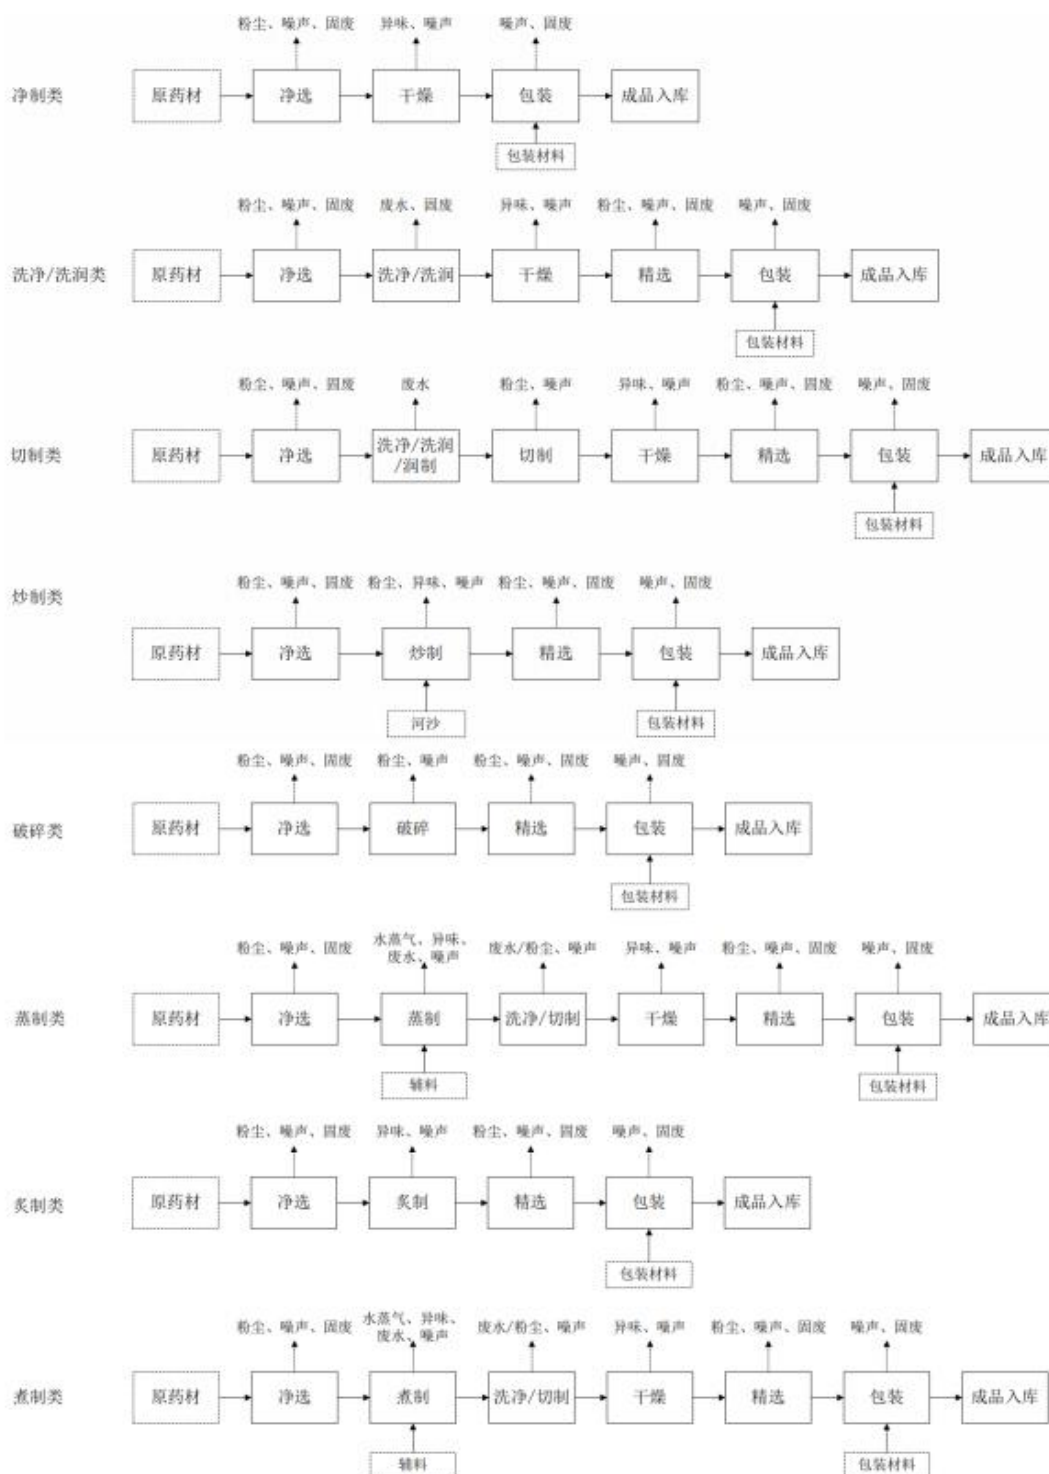 粉尘、噪声、固废 异味、噪声 噪声、固废
净制类 原药材 净选 干燥 包装 成品入库
包装材料
粉尘、噪声、固废 废水、固废 异味、噪声 粉尘、噪声、固废 噪声、固废
洗净/洗润类 原药材 净选 洗净/洗润 干燥 精选 包装 成品入库
包装材料
粉尘、噪声、固废 废水 粉尘、噪声 异味、噪声 粉尘、噪声、固废 噪声、固废
切制类 原药材 净选 洗净/洗润/润制 切制 干燥 精选 包装 成品入库
包装材料
粉尘、噪声、固废 粉尘、异味、噪声 粉尘、噪声、固废 噪声、固废
炒制类
原药材 净选 炒制 精选 包装 成品入库
河沙 包装材料
粉尘、噪声、固废 粉尘、噪声 粉尘、噪声、固废 噪声、固废
破碎类 原药材 净选 破碎 精选 包装 成品入库
包装材料
粉尘、噪声、固废 水蒸气、异味、废水、噪声 废水/粉尘、噪声 异味、噪声 粉尘、噪声、固废 噪声、固废
蒸制类 原药材 净选 蒸制 洗净/切制 干燥 精选 包装 成品入库
辅料 包装材料
粉尘、噪声、固废 异味、噪声 粉尘、噪声、固废 噪声、固废
炙制类 原药材 净选 炙制 精选 包装 成品入库
包装材料
粉尘、噪声、固废 水蒸气、异味、废水、噪声 废水/粉尘、噪声 异味、噪声 粉尘、噪声、固废 噪声、固废
煮制类 原药材 净选 煮制 洗净/切制 干燥 精选 包装 成品入库
辅料 包装材料